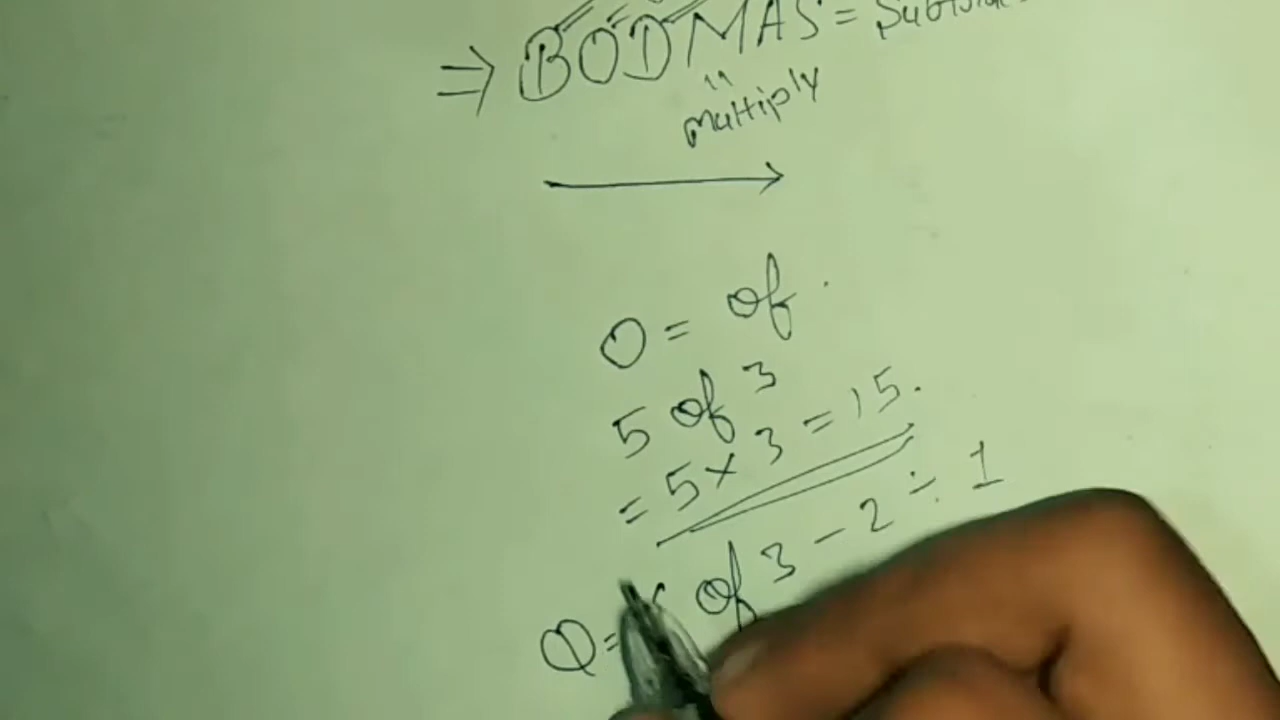 ⇒ BODMAS =
"
multiply
O = of
5 of 3
= 5 × 3 = 15.
Q = of 3 - 2 ÷ 1